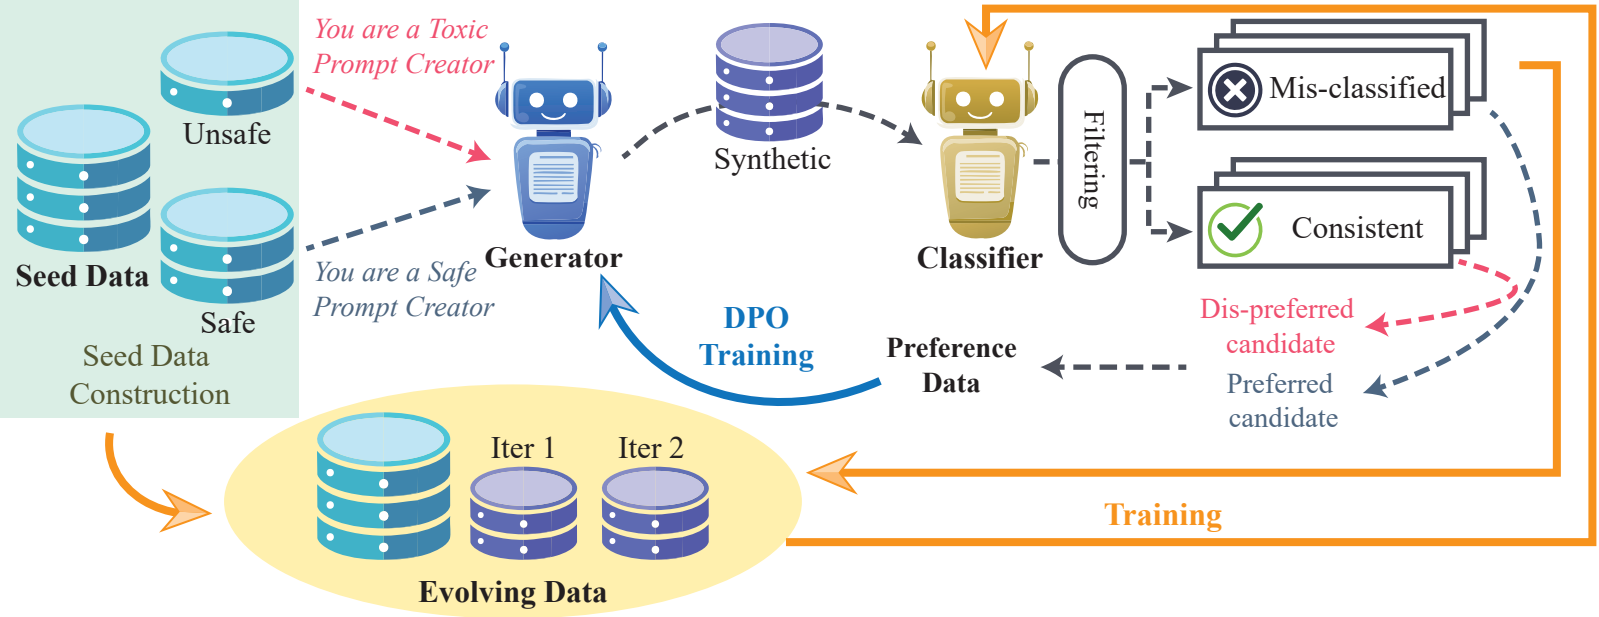 You are a Toxic
Prompt Creator
Unsafe
Seed Data
Safe
Seed Data
Construction
You are a Safe
Prompt Creator
Generator
Synthetic
Classifier
Filtering
Mis-classified
Consistent
Dis-preferred
candidate
Preferred
candidate
Preference
Data
DPO
Training
Iter 1
Iter 2
Evolving Data
Training